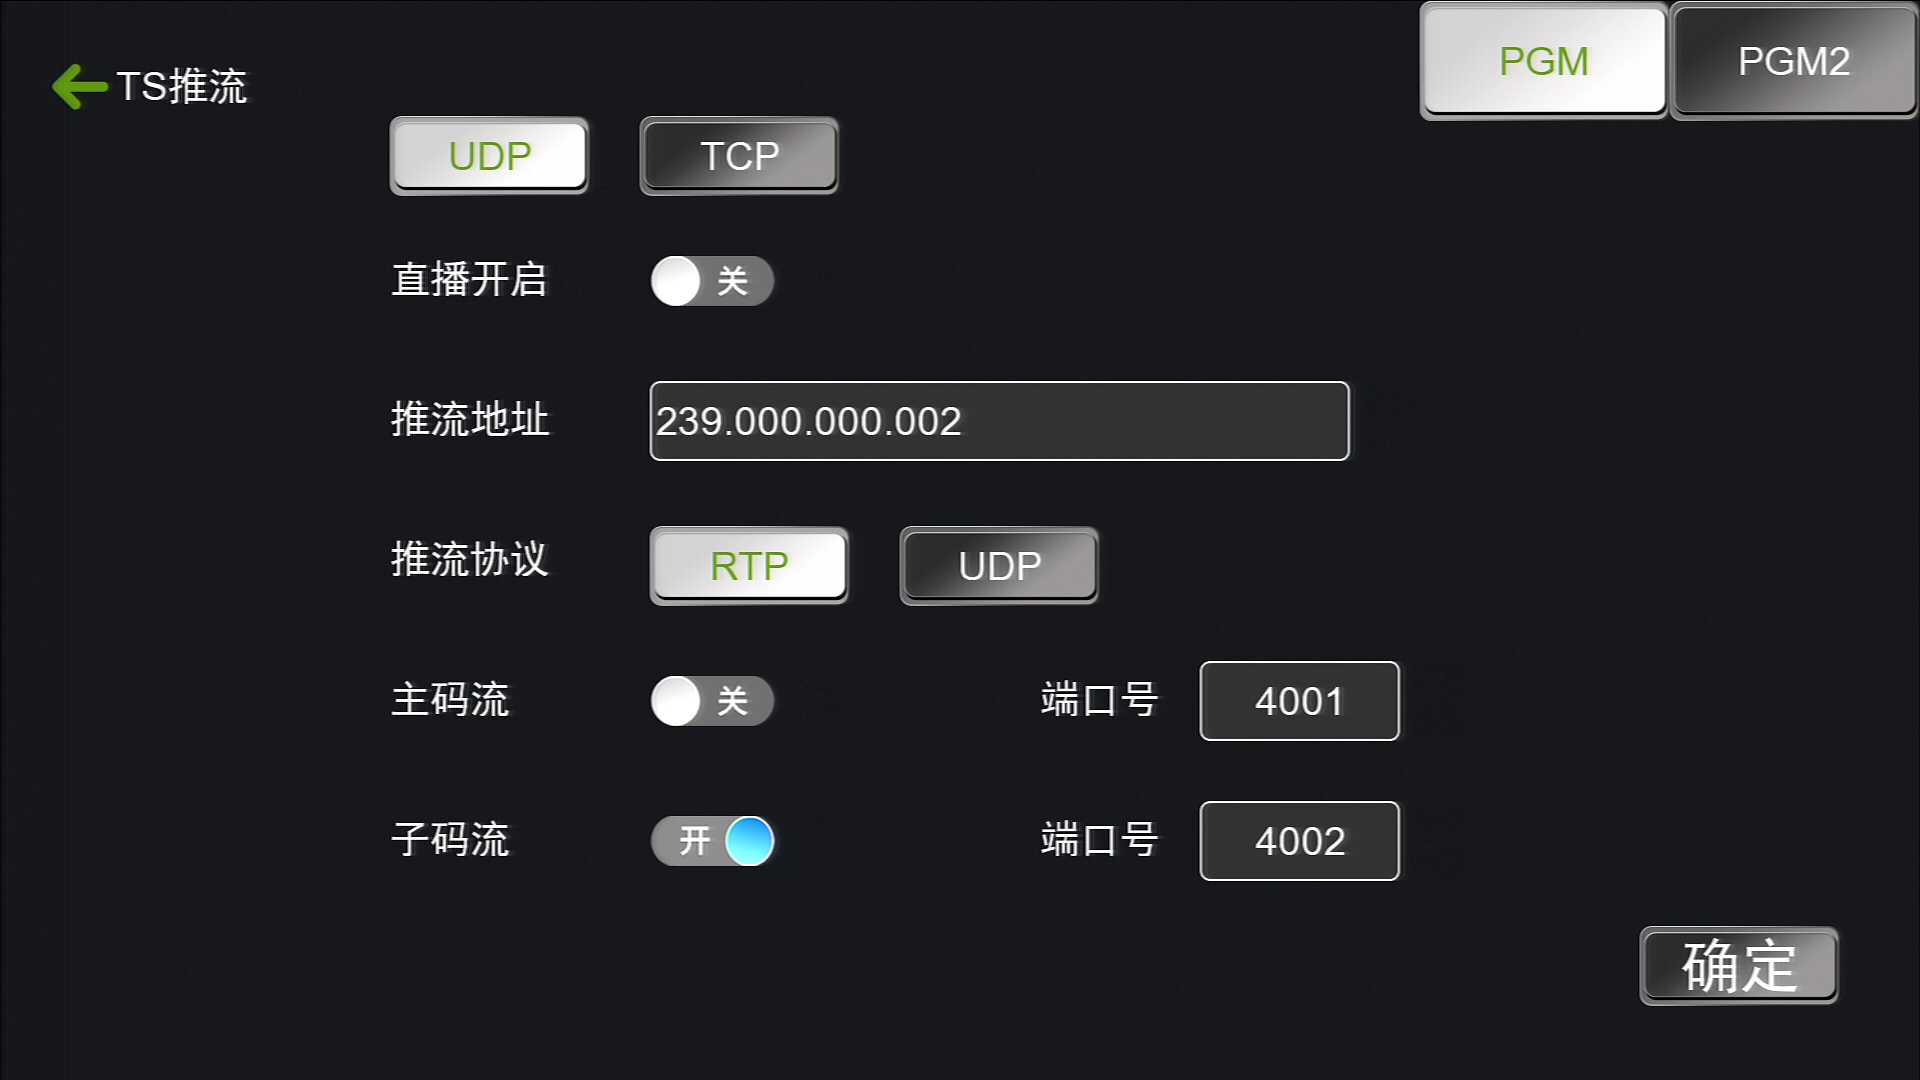 TS推流
PGM PGM2
UDP TCP
直播开启 关
推流地址 239.000.000.002
推流协议 RTP UDP
主码流 关 端口号 4001
子码流 开 端口号 4002
确定